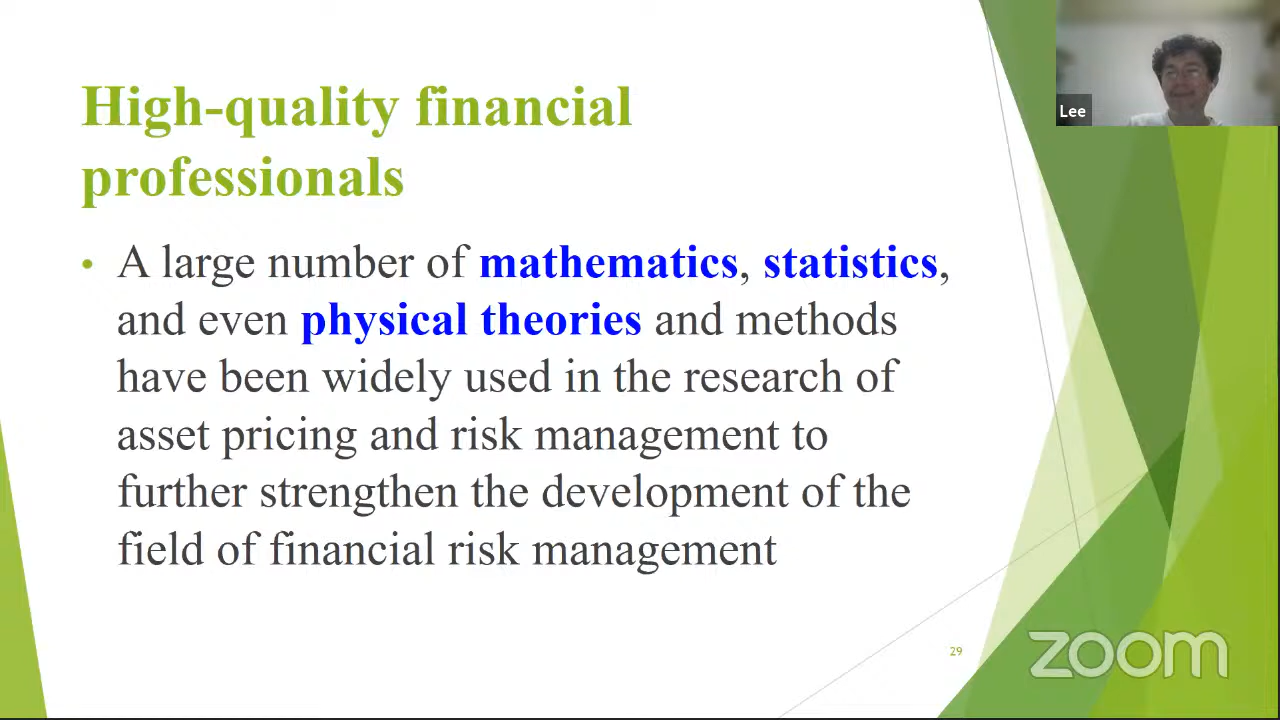 High-quality financial
professionals
• A large number of mathematics, statistics,
and even physical theories and methods
have been widely used in the research of
asset pricing and risk management to
further strengthen the development of the
field of financial risk management
Lee
29
zoom